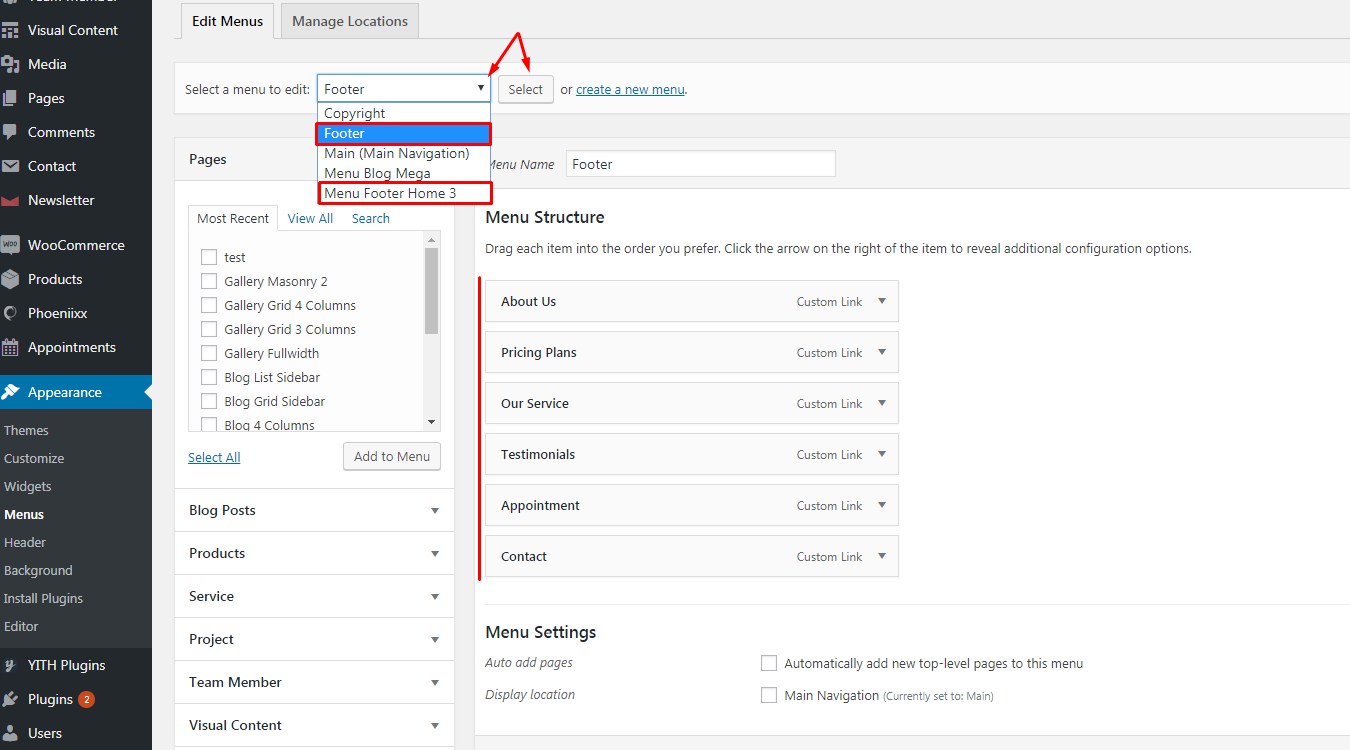 Team Member
Visual Content
Media
Pages
Comments
Contact
Newsletter
WooCommerce
Products
Phoeniixx
Appointments
Appearance
Themes
Customize
Widgets
Menus
Header
Background
Install Plugins
Editor
YITH Plugins
Plugins 2
Users
Edit Menus Manage Locations
Select a menu to edit: Footer Select or create a new menu.
Copyright
Footer
Main (Main Navigation)
Menu Blog Mega
Menu Footer Home 3
Pages
Most Recent View All Search
test
Gallery Masonry 2
Gallery Grid 4 Columns
Gallery Grid 3 Columns
Gallery Fullwidth
Blog List Sidebar
Blog Grid Sidebar
Blog 4 Columns
Select All Add to Menu
Blog Posts
Products
Service
Project
Team Member
Visual Content
Menu Name Footer
Menu Structure
Drag each item into the order you prefer. Click the arrow on the right of the item to reveal additional configuration options.
About Us Custom Link
Pricing Plans Custom Link
Our Service Custom Link
Testimonials Custom Link
Appointment Custom Link
Contact Custom Link
Menu Settings
Auto add pages Automatically add new top-level pages to this menu
Display location Main Navigation (Currently set to: Main)